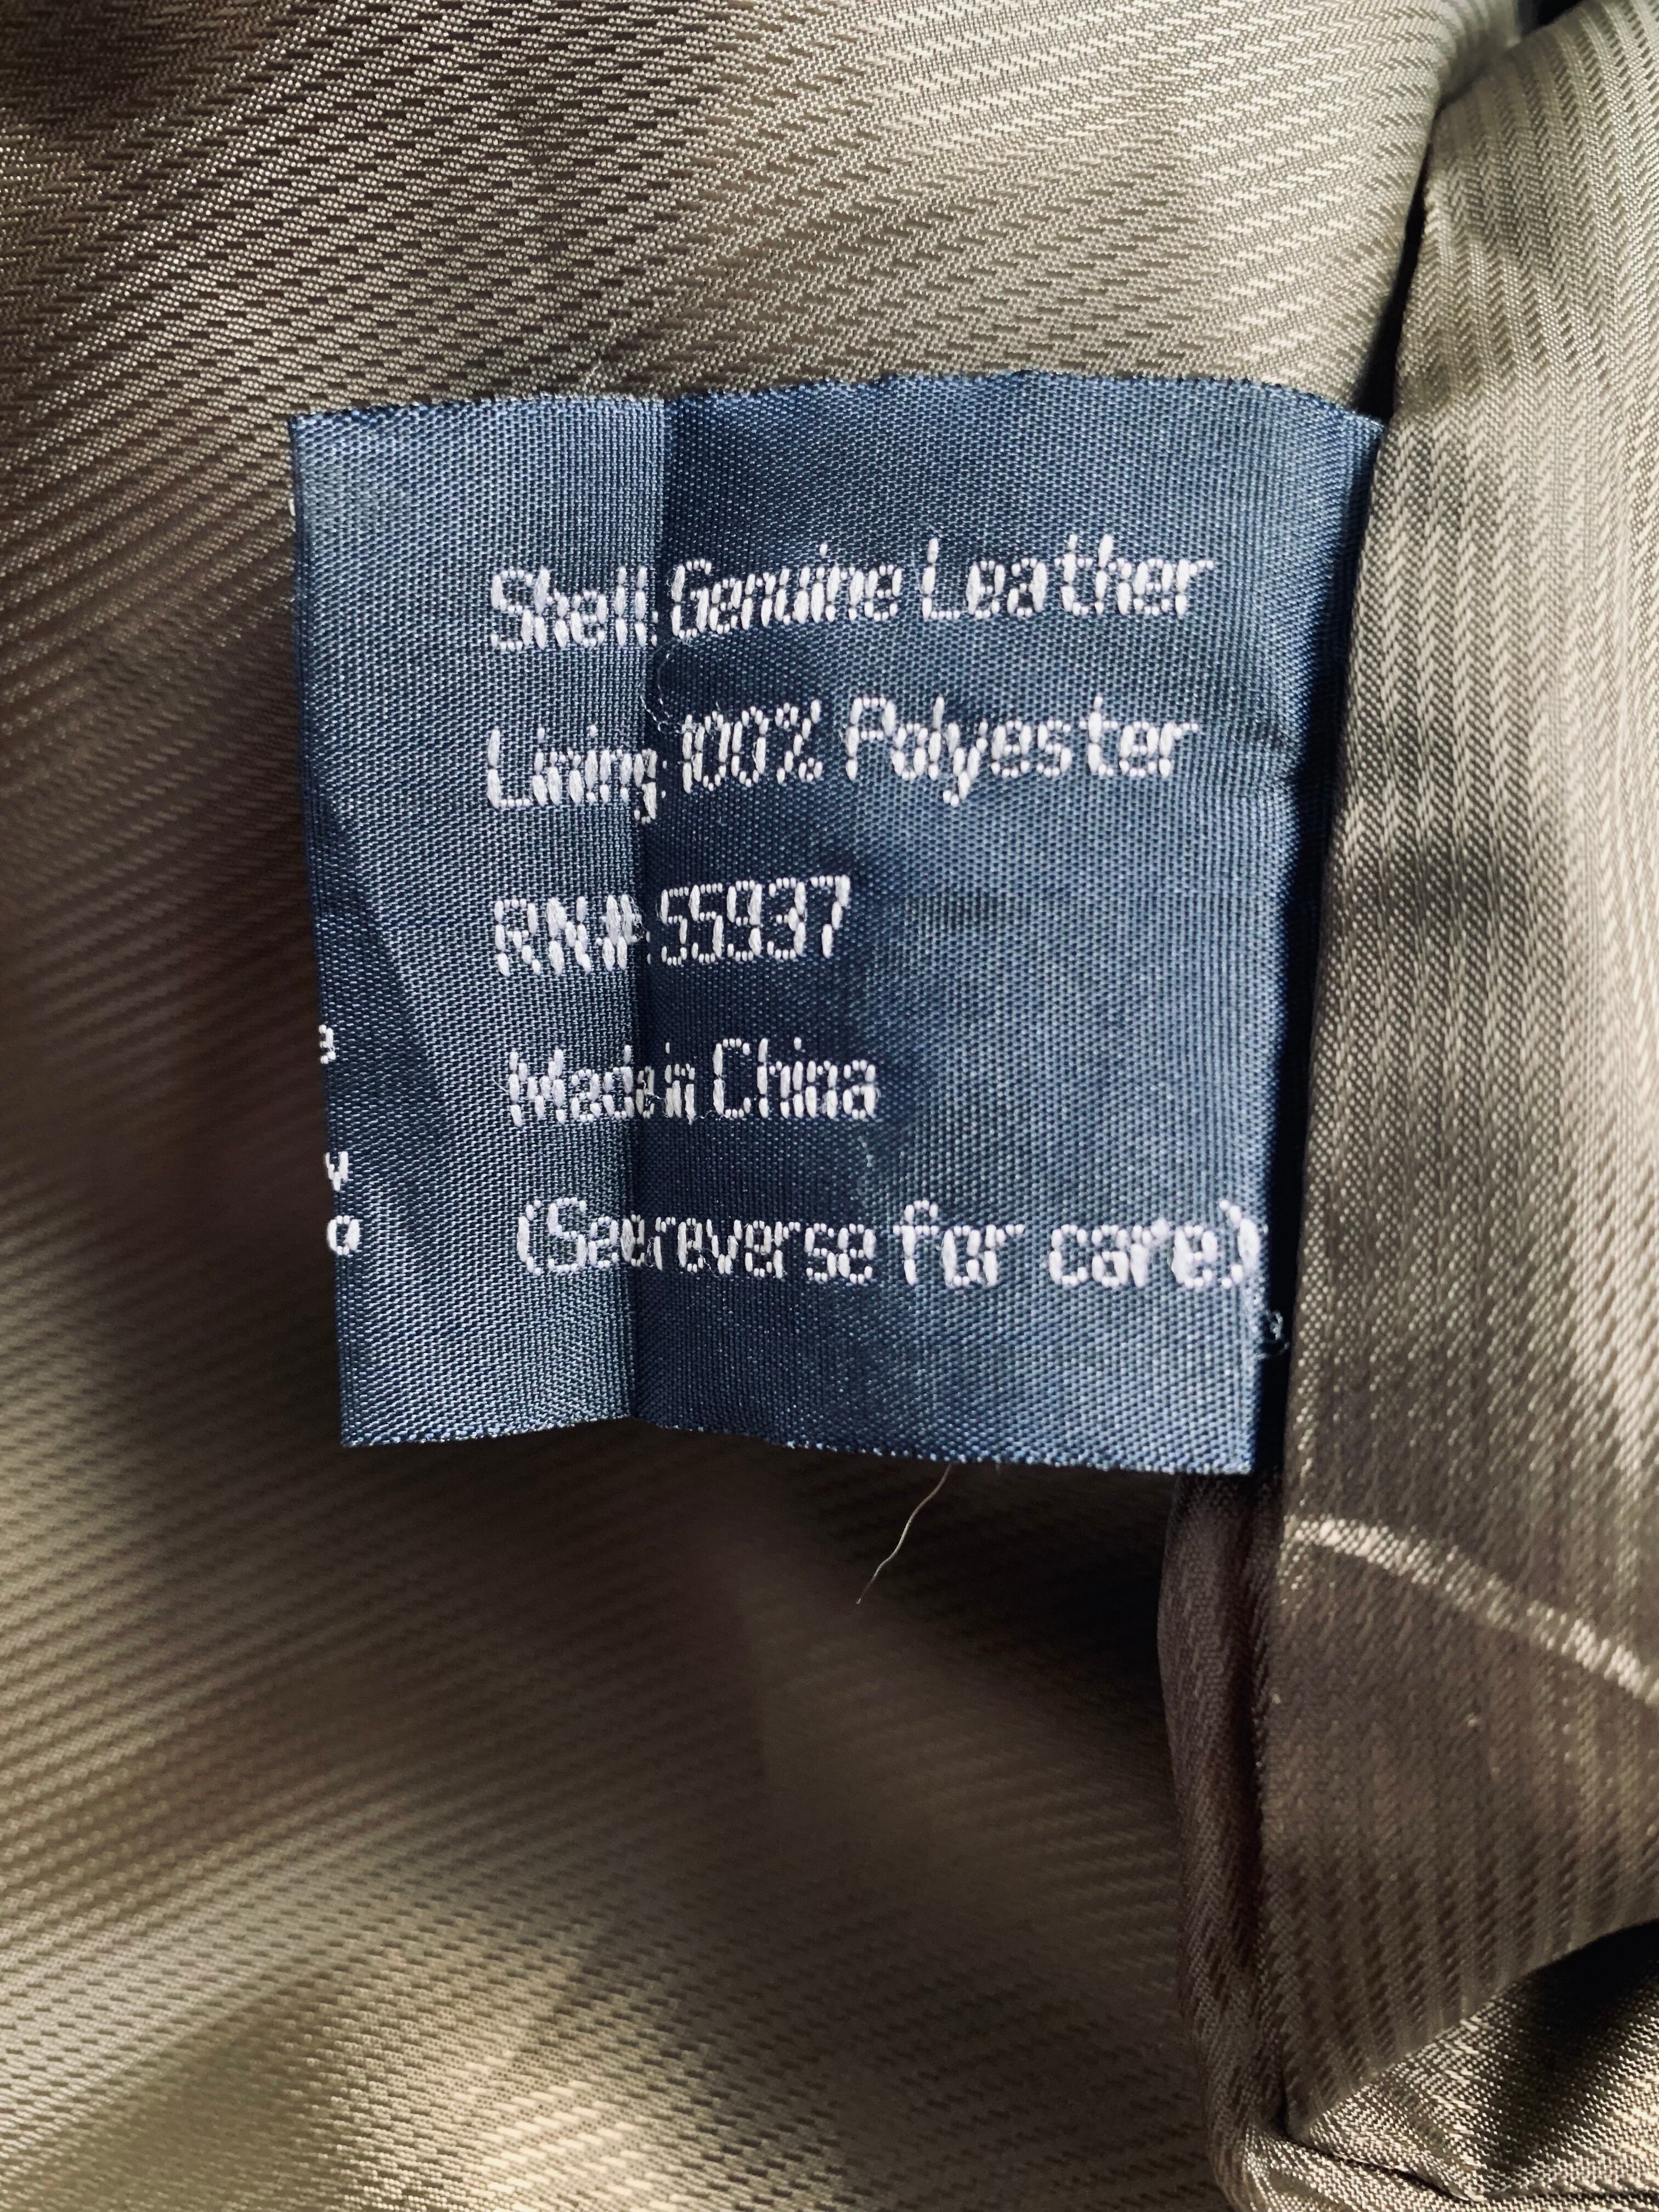 Shell: Genuine Leather
Lining: 100% Polyester
RN#: 55937
Made in China
(See reverse for care)